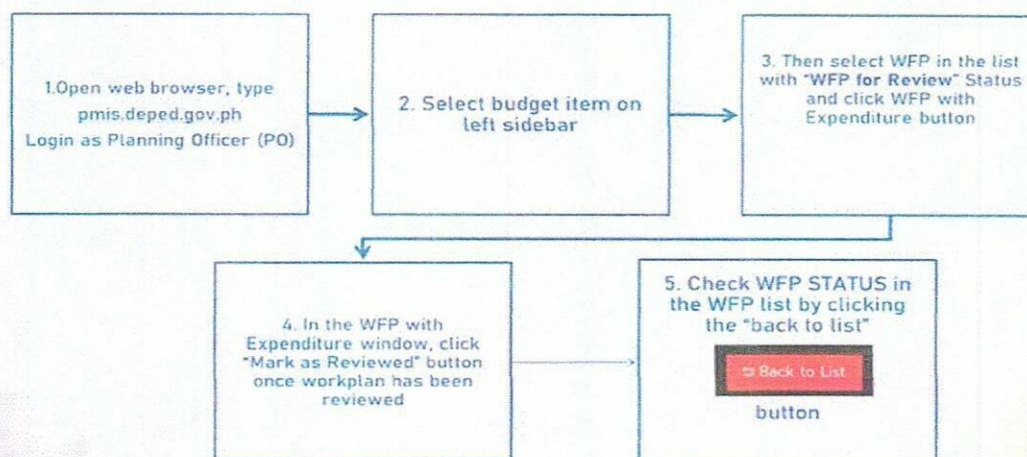 1.Open web browser, type
pmis.deped.gov.ph
Login as Planning Officer (PO)
2. Select budget item on
left sidebar
3. Then select WFP in the list
with "WFP for Review" Status
and click WFP with
Expenditure button
4. In the WFP with
Expenditure window, click
"Mark as Reviewed" button
once workplan has been
reviewed
5. Check WFP STATUS in
the WFP list by clicking
the "back to list"
Back to List
button